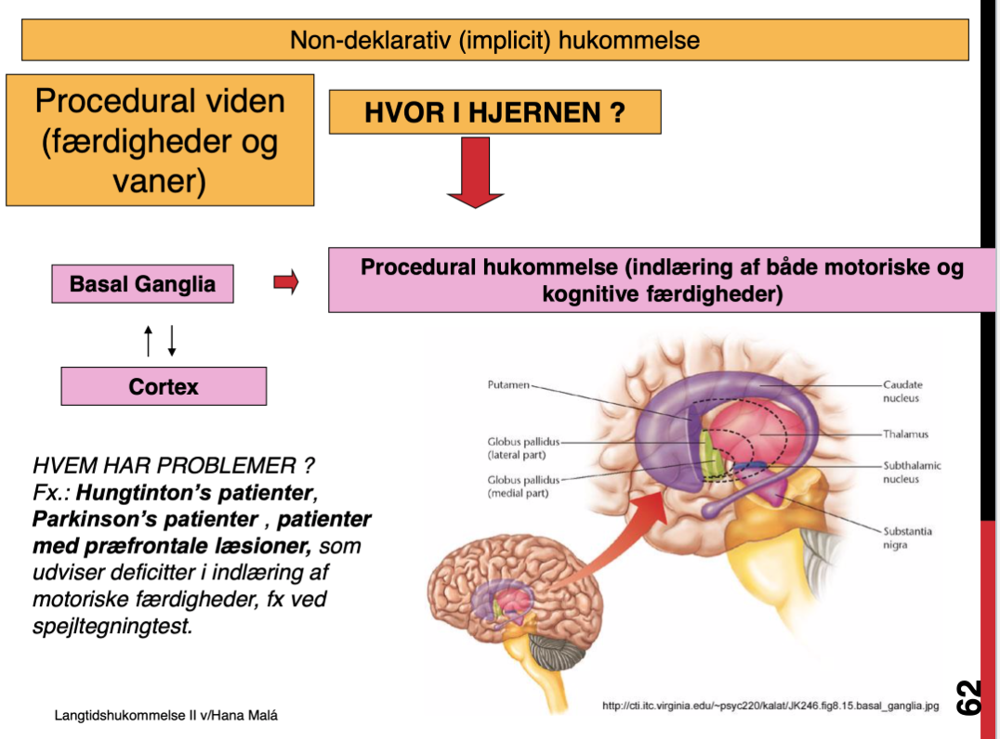 Non-deklarativ (implicit) hukommelse
Procedural viden
(færdigheder og
vaner)
HVOR I HJERNEN ?
Basal Ganglia
Procedural hukommelse (indlæring af både motoriske og
kognitive færdigheder)
Cortex
HVEM HAR PROBLEMER ?
Fx.: Hungtinton's patienter,
Parkinson's patienter , patienter
med præfrontale læsioner, som
udviser deficitter i indlæring af
motoriske færdigheder, fx ved
spejltegningtest.
Putamen
Globus pallidus
(lateral part)
Globus pallidus
(medial part)
Caudate
nucleus
Thalamus
Subthalamic
nucleus
Substantia
nigra
Langtidshukommelse II v/Hana Malá
http://cti.itc.virginia.edu/~psyc220/kalat/JK246.fig8.15.basal_ganglia.jpg
62